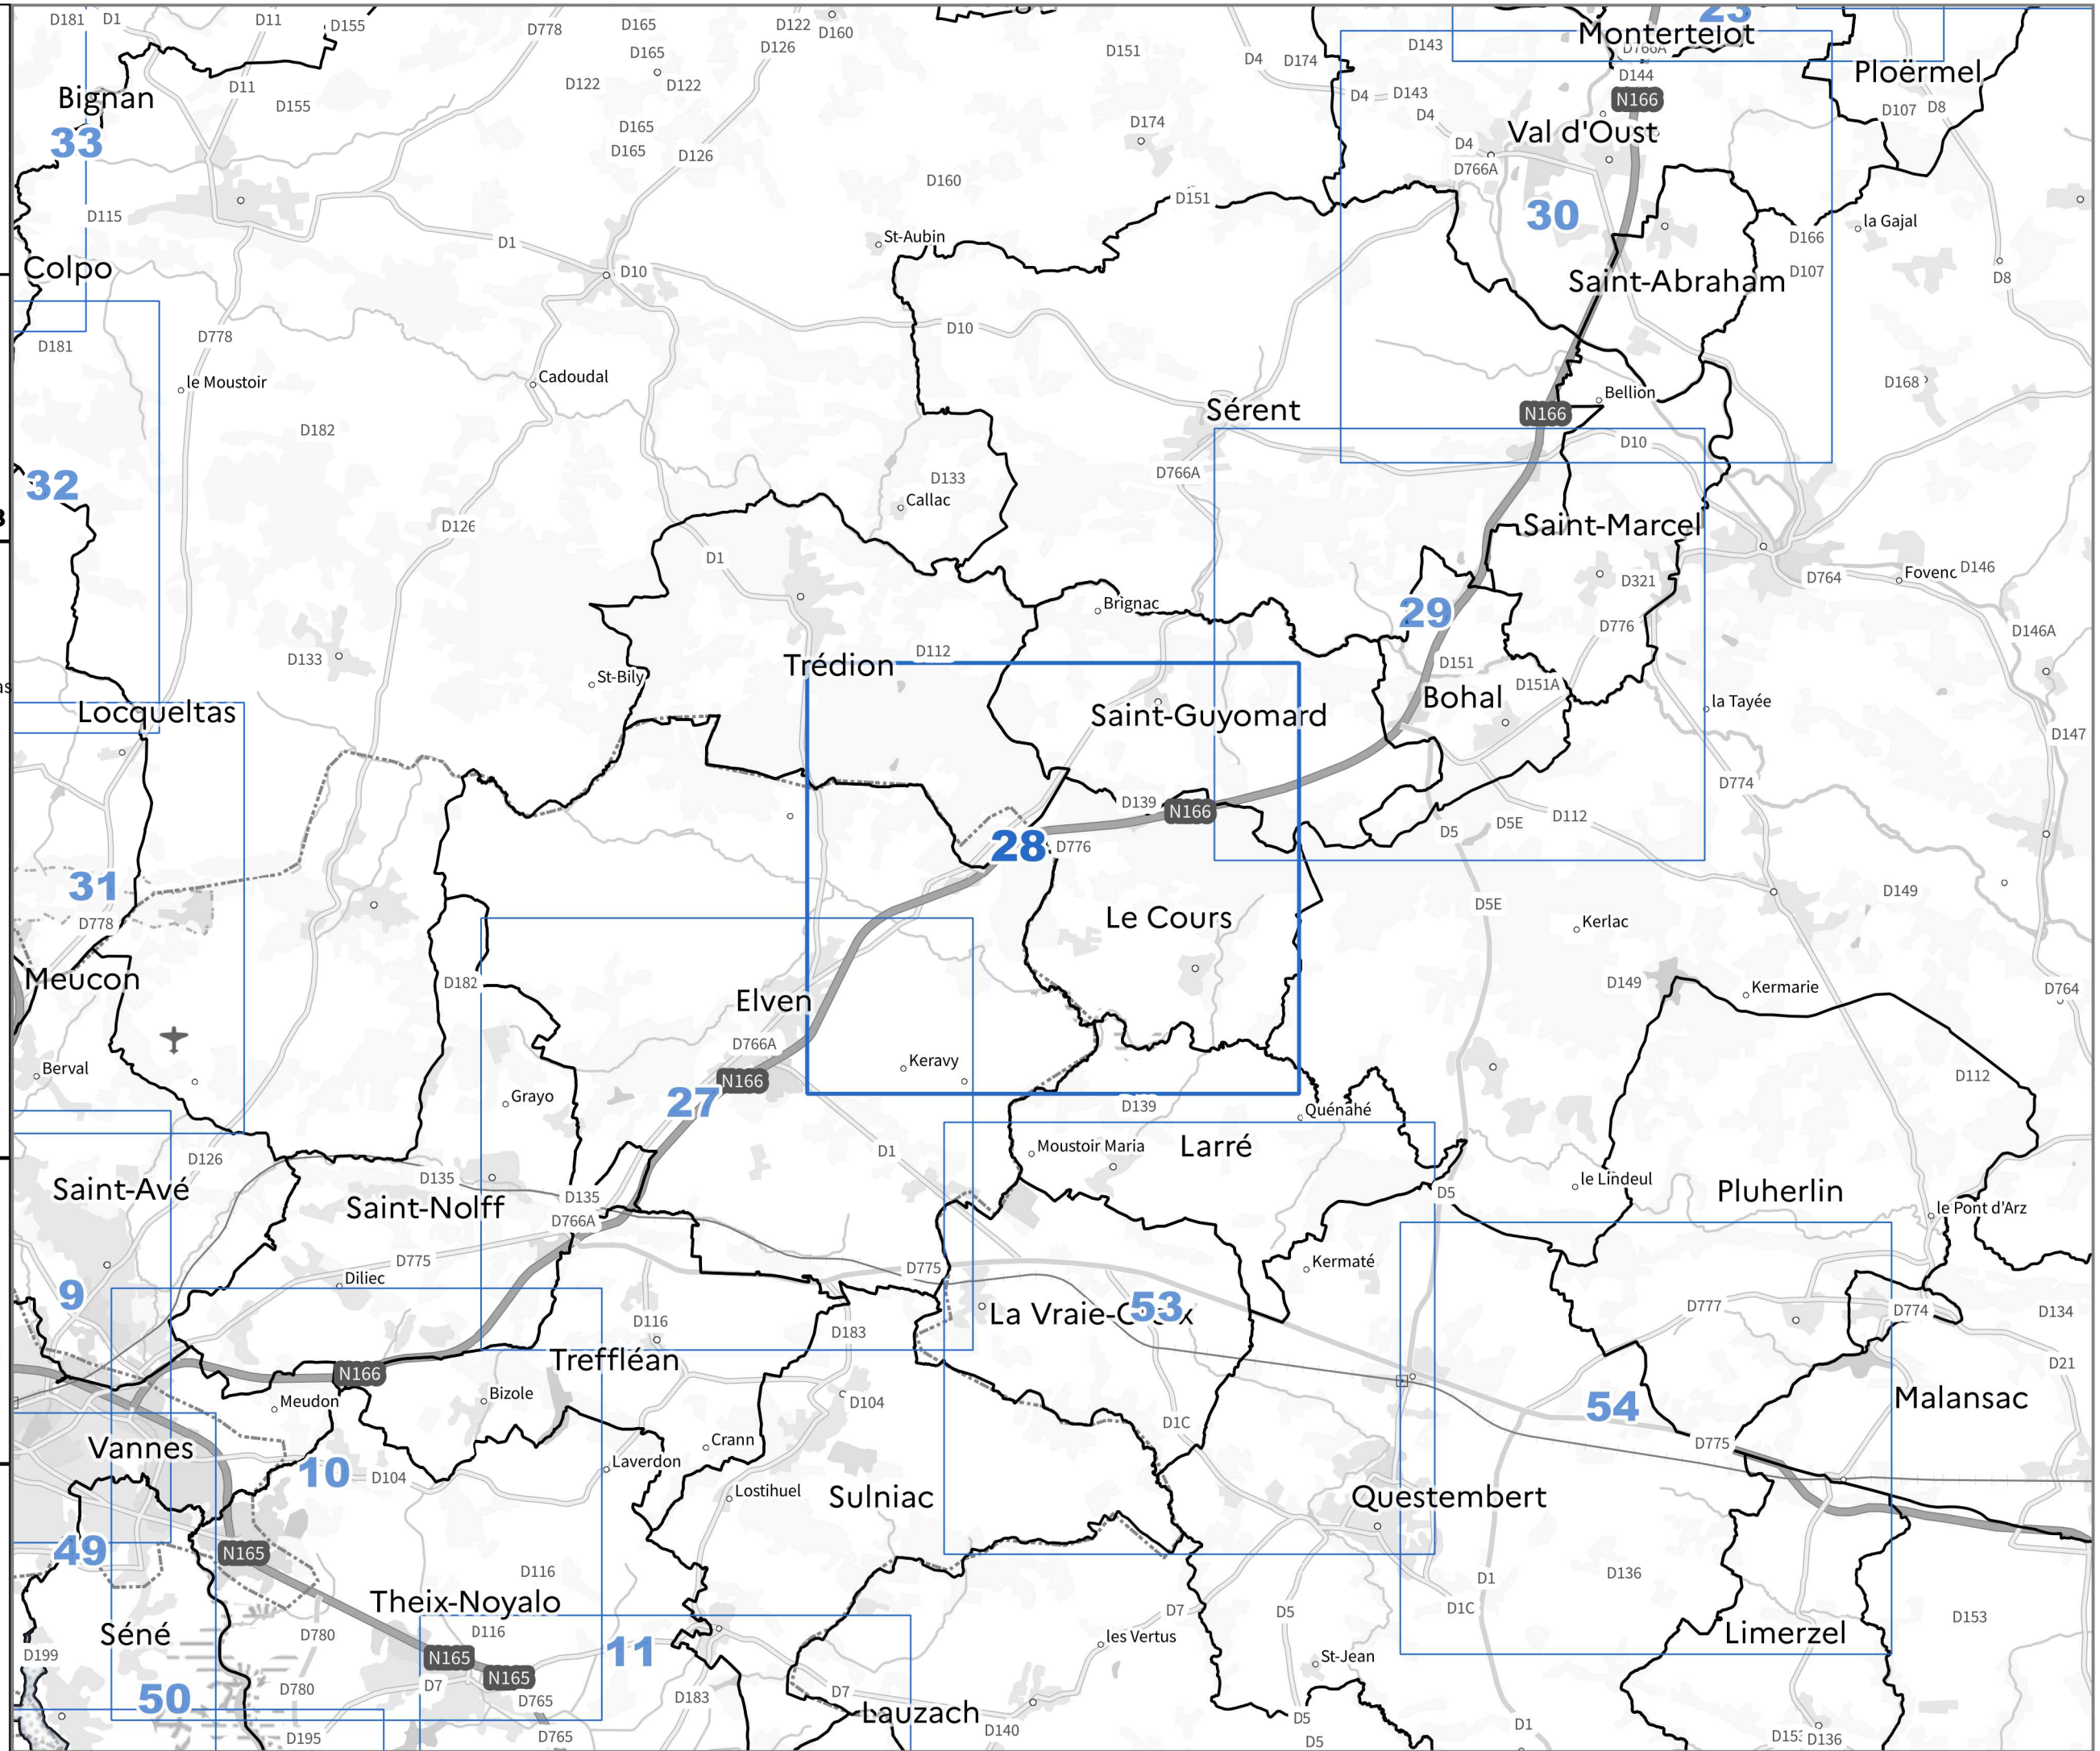 D181 D1 D11 D155 D778 D165 D122 D160 D126 D165 D151 D4 D174 D143 23
Montertelot
D766A
D122 D122 D11 D155 D144 Ploërmel
Bignan
N166 D4 D143 D107 D8
33 D165 D165 D126 D174 D4 Val d'Oust
D4 D766A
D160 D151
D115 30
D1 St-Aubin la Gajal D166
Colpo D10 D107 D8
Saint-Abraham
D181 D778 D10
le Moustoir Cadoudal D168
Bellion
Sérent N166
D182 D10
32 D133 D766A
Callac
D126 Saint-Marcel
D1 D764 Fovenc D146
D321
Brignac 29
D776 D146A
D133 D112
Trédion D151
St-Bily D151A
Bohal la Tayée
Locqueltas Saint-Guyomard
D147
D774
D139 N166 D112
D5 D5E
28 D776
31 D149
D778 D5E
Le Cours Kerlac
Meucon D182 D149 Kermarie D764
Elven
D766A
Berval Keravy
N166 D112
Grayo 27 D139 Quénahé
Moustoir Maria Larré
D126 D1
D135 D135 le Lindeul
Saint-Avé D5 Pluherlin
Saint-Nolff le Pont d'Arz
D766A
D775 D775 Kermaté
Diliec
9 53 D777 D774 D134
La Vraie-C x
D116 D183
Treffléan D21
N166
Meudon Bizole D104 54 Malansac
D1C
Vannes Crann D775
10 D104 Laverdon
Lostihuel Sulniac Questembert
49 N165
D116 D1 D136
Theix-Noyalo D7 D5 D1C D153
Séné D780 D116 Limerzel
11 les Vertus
D199 N165 N165 St-Jean
50 D780 D7 D765 D183 D7
Lauzach
D195 D765 D140 D5 D1 D153 D136
D5